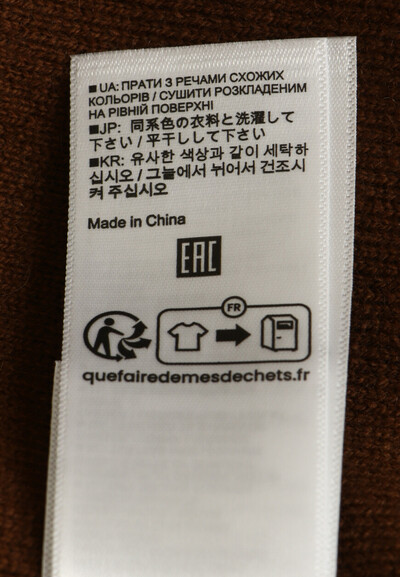 ■UA: ПРАТИ З РЕЧАМИ СХОЖИХ
КОЛЬОРІВ / СУШИТИ РОЗКЛАДЕНИМ
НА РІВНІЙ ПОВЕРХНІ
■JP: 同系色の衣料と洗濯して
下さい / 平干しして下さい
■KR: 유사한 색상과 같이 세탁하
십시오 / 그늘에서 뉘어서 건조시
켜 주십시오
Made in China
EAC
FR
quefairedemesdechets.fr